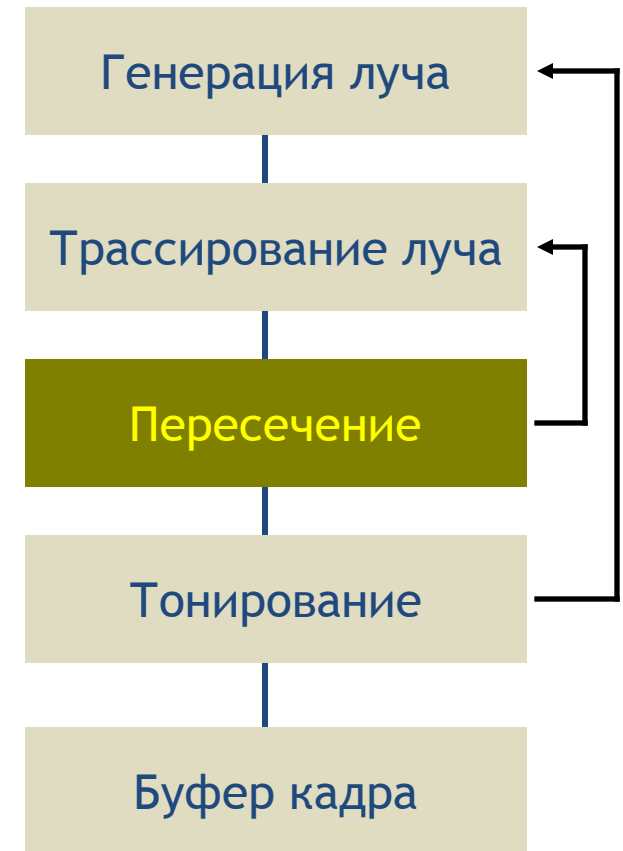 Генерация луча
Трассирование луча
Пересечение
Тонирование
Буфер кадра